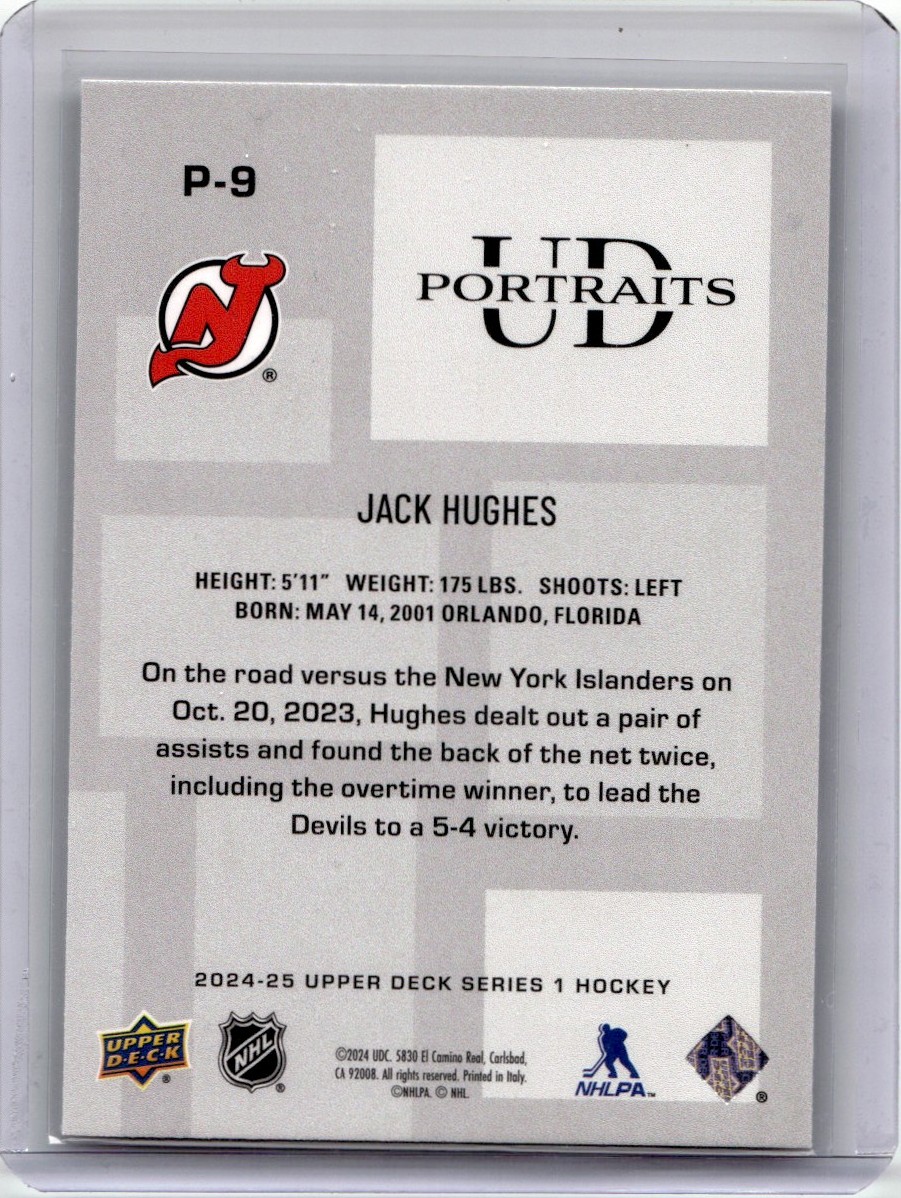 P-9
UD
PORTRAITS
NJ
®
JACK HUGHES
HEIGHT: 5'11" WEIGHT: 175 LBS. SHOOTS: LEFT
BORN: MAY 14, 2001 ORLANDO, FLORIDA
On the road versus the New York Islanders on
Oct. 20, 2023, Hughes dealt out a pair of
assists and found the back of the net twice,
including the overtime winner, to lead the
Devils to a 5-4 victory.
2024-25 UPPER DECK SERIES 1 HOCKEY
UPPER
D·E·C·K
®
NHL
®
©2024 UDC. 5830 El Camino Real, Carlsbad,
CA 92008. All rights reserved. Printed in Italy.
©NHLPA. © NHL.
NHLPA™
®